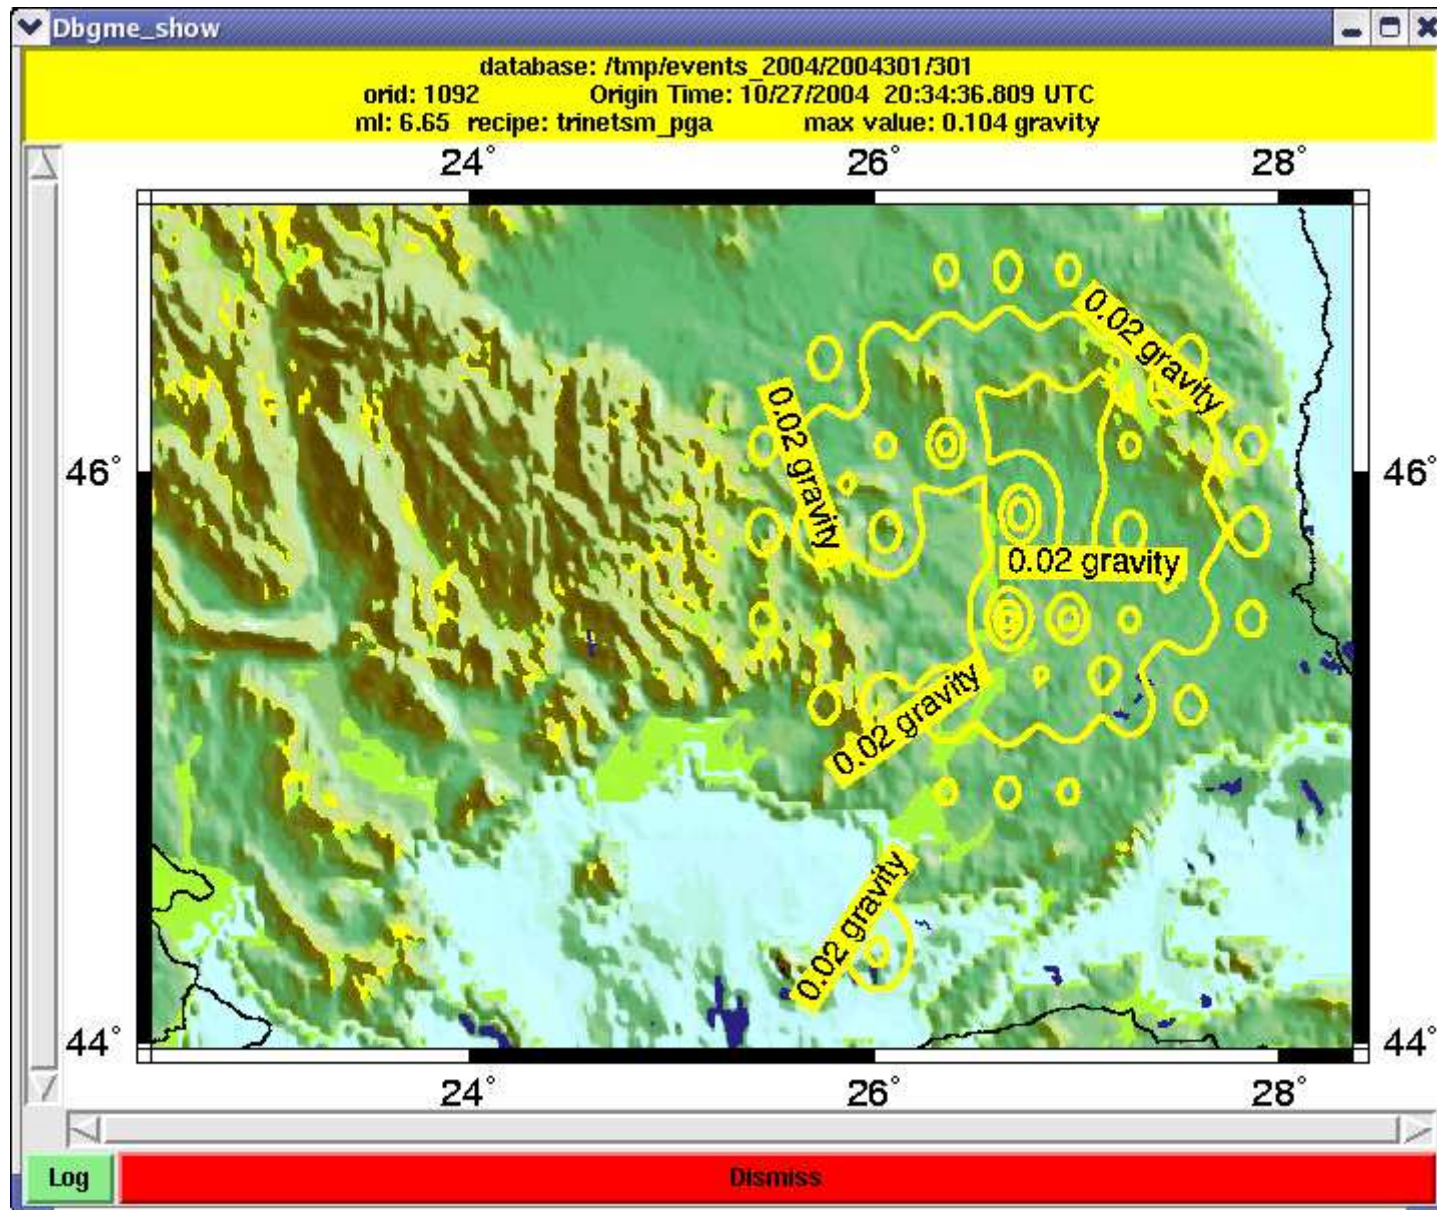 Dbgme_show
database: /tmp/events_2004/2004301/301
orid: 1092 Origin Time: 10/27/2004 20:34:36.809 UTC
ml: 6.65 recipe: trinetsm_pga max value: 0.104 gravity
24° 26° 28°
0.02 gravity
0.02 gravity
46° 46°
0.02 gravity
0.02 gravity
0.02 gravity
44° 44°
24° 26° 28°
Log Dismiss